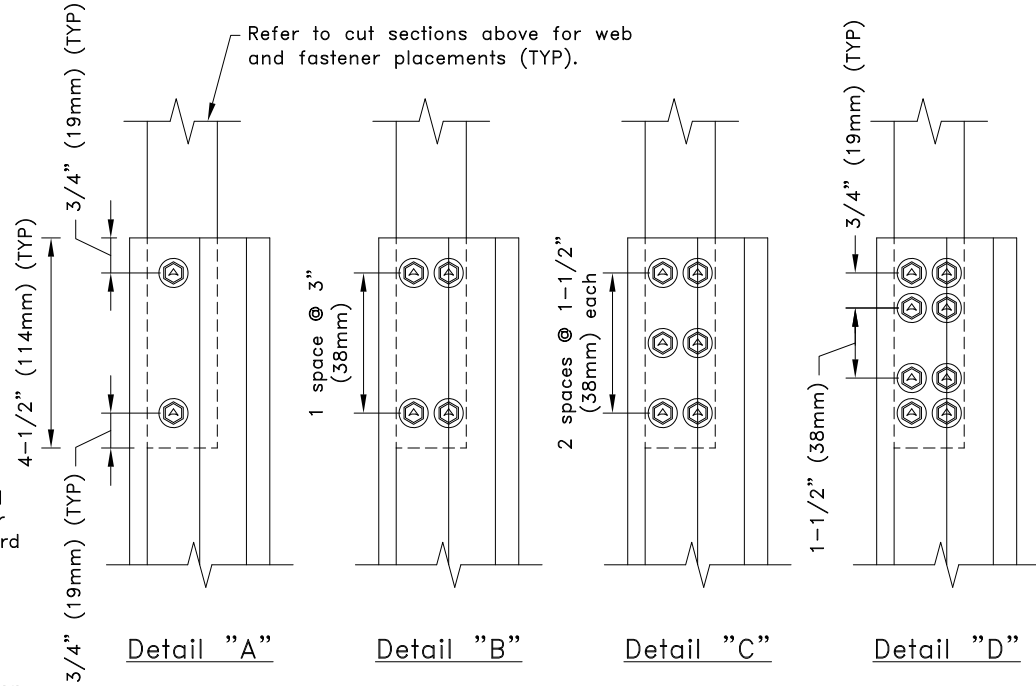 Refer to cut sections above for web
and fastener placements (TYP).
3/4" (19mm) (TYP)
4-1/2" (114mm) (TYP)
3/4" (19mm) (TYP)
rd
1 space @ 3"
(38mm)
2 spaces @ 1-1/2"
(38mm) each
3/4" (19mm) (TYP)
1-1/2" (38mm)
Detail "A"
Detail "B"
Detail "C"
Detail "D"